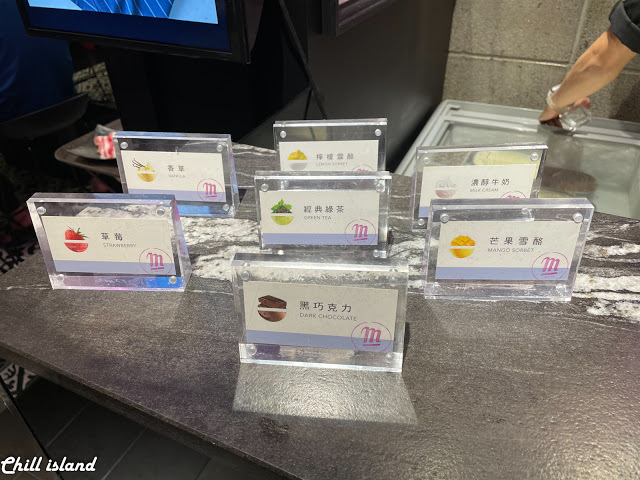 檸檬雪酪
LEMON SORBET
香草
VANILLA
m
濃醇牛奶
MILK CREAM
經典綠茶
GREEN TEA
m
草莓
STRAWBERRY
m
芒果雪酪
MANGO SORBET
m
黑巧克力
DARK CHOCOLATE
m
Chill island